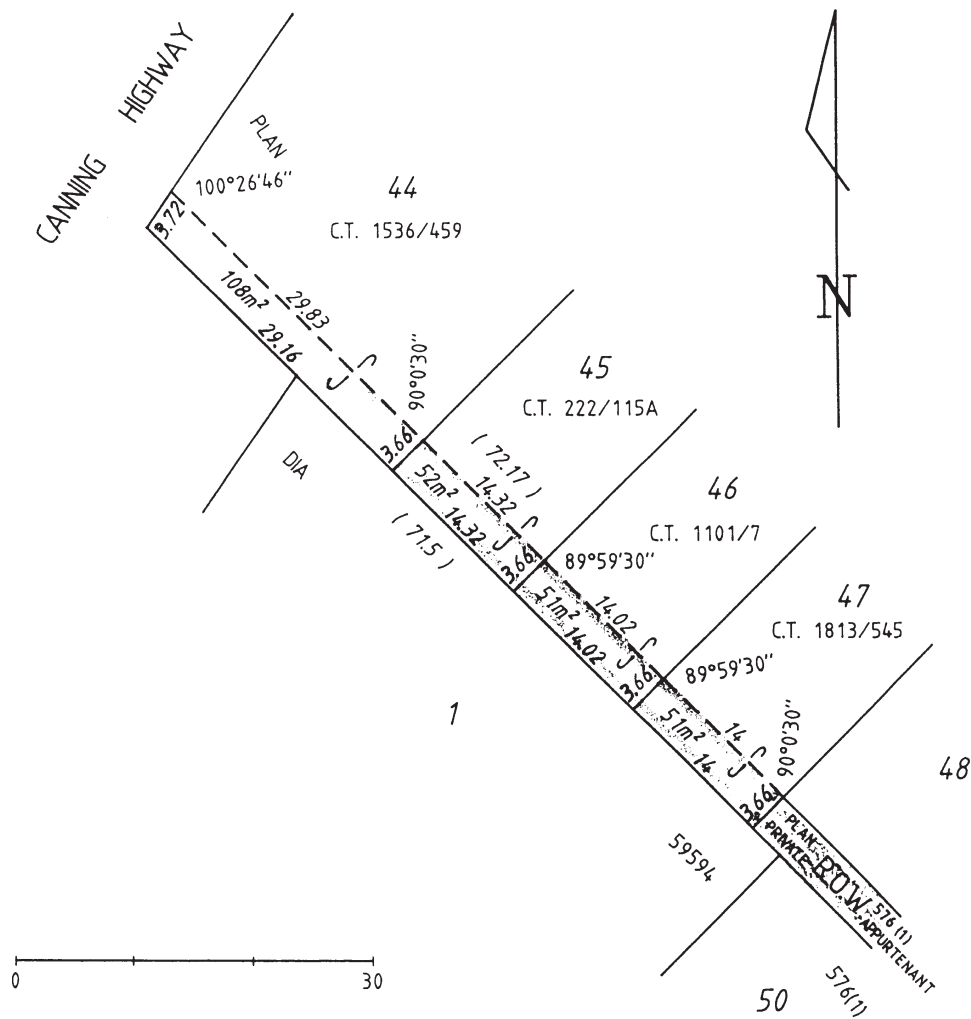 CANNING HIGHWAY
PLAN
100°26'46"
44
C.T. 1536/459
3.72
108m²
29.83
29.16
N
90°0'30"
45
C.T. 222/115A
3.66
DIA
( 72.17 )
14.32
52m²
14.32
( 71.5 )
46
C.T. 1101/7
3.66
89°59'30"
14.02
51m²
14.02
47
C.T. 1813/545
3.66
89°59'30"
14
51m²
14
90°0'30"
1
48
3.66
PLAN
PRIVATE
ROW
576 (1)
APPURTENANT
59594
576(1)
50
0
30